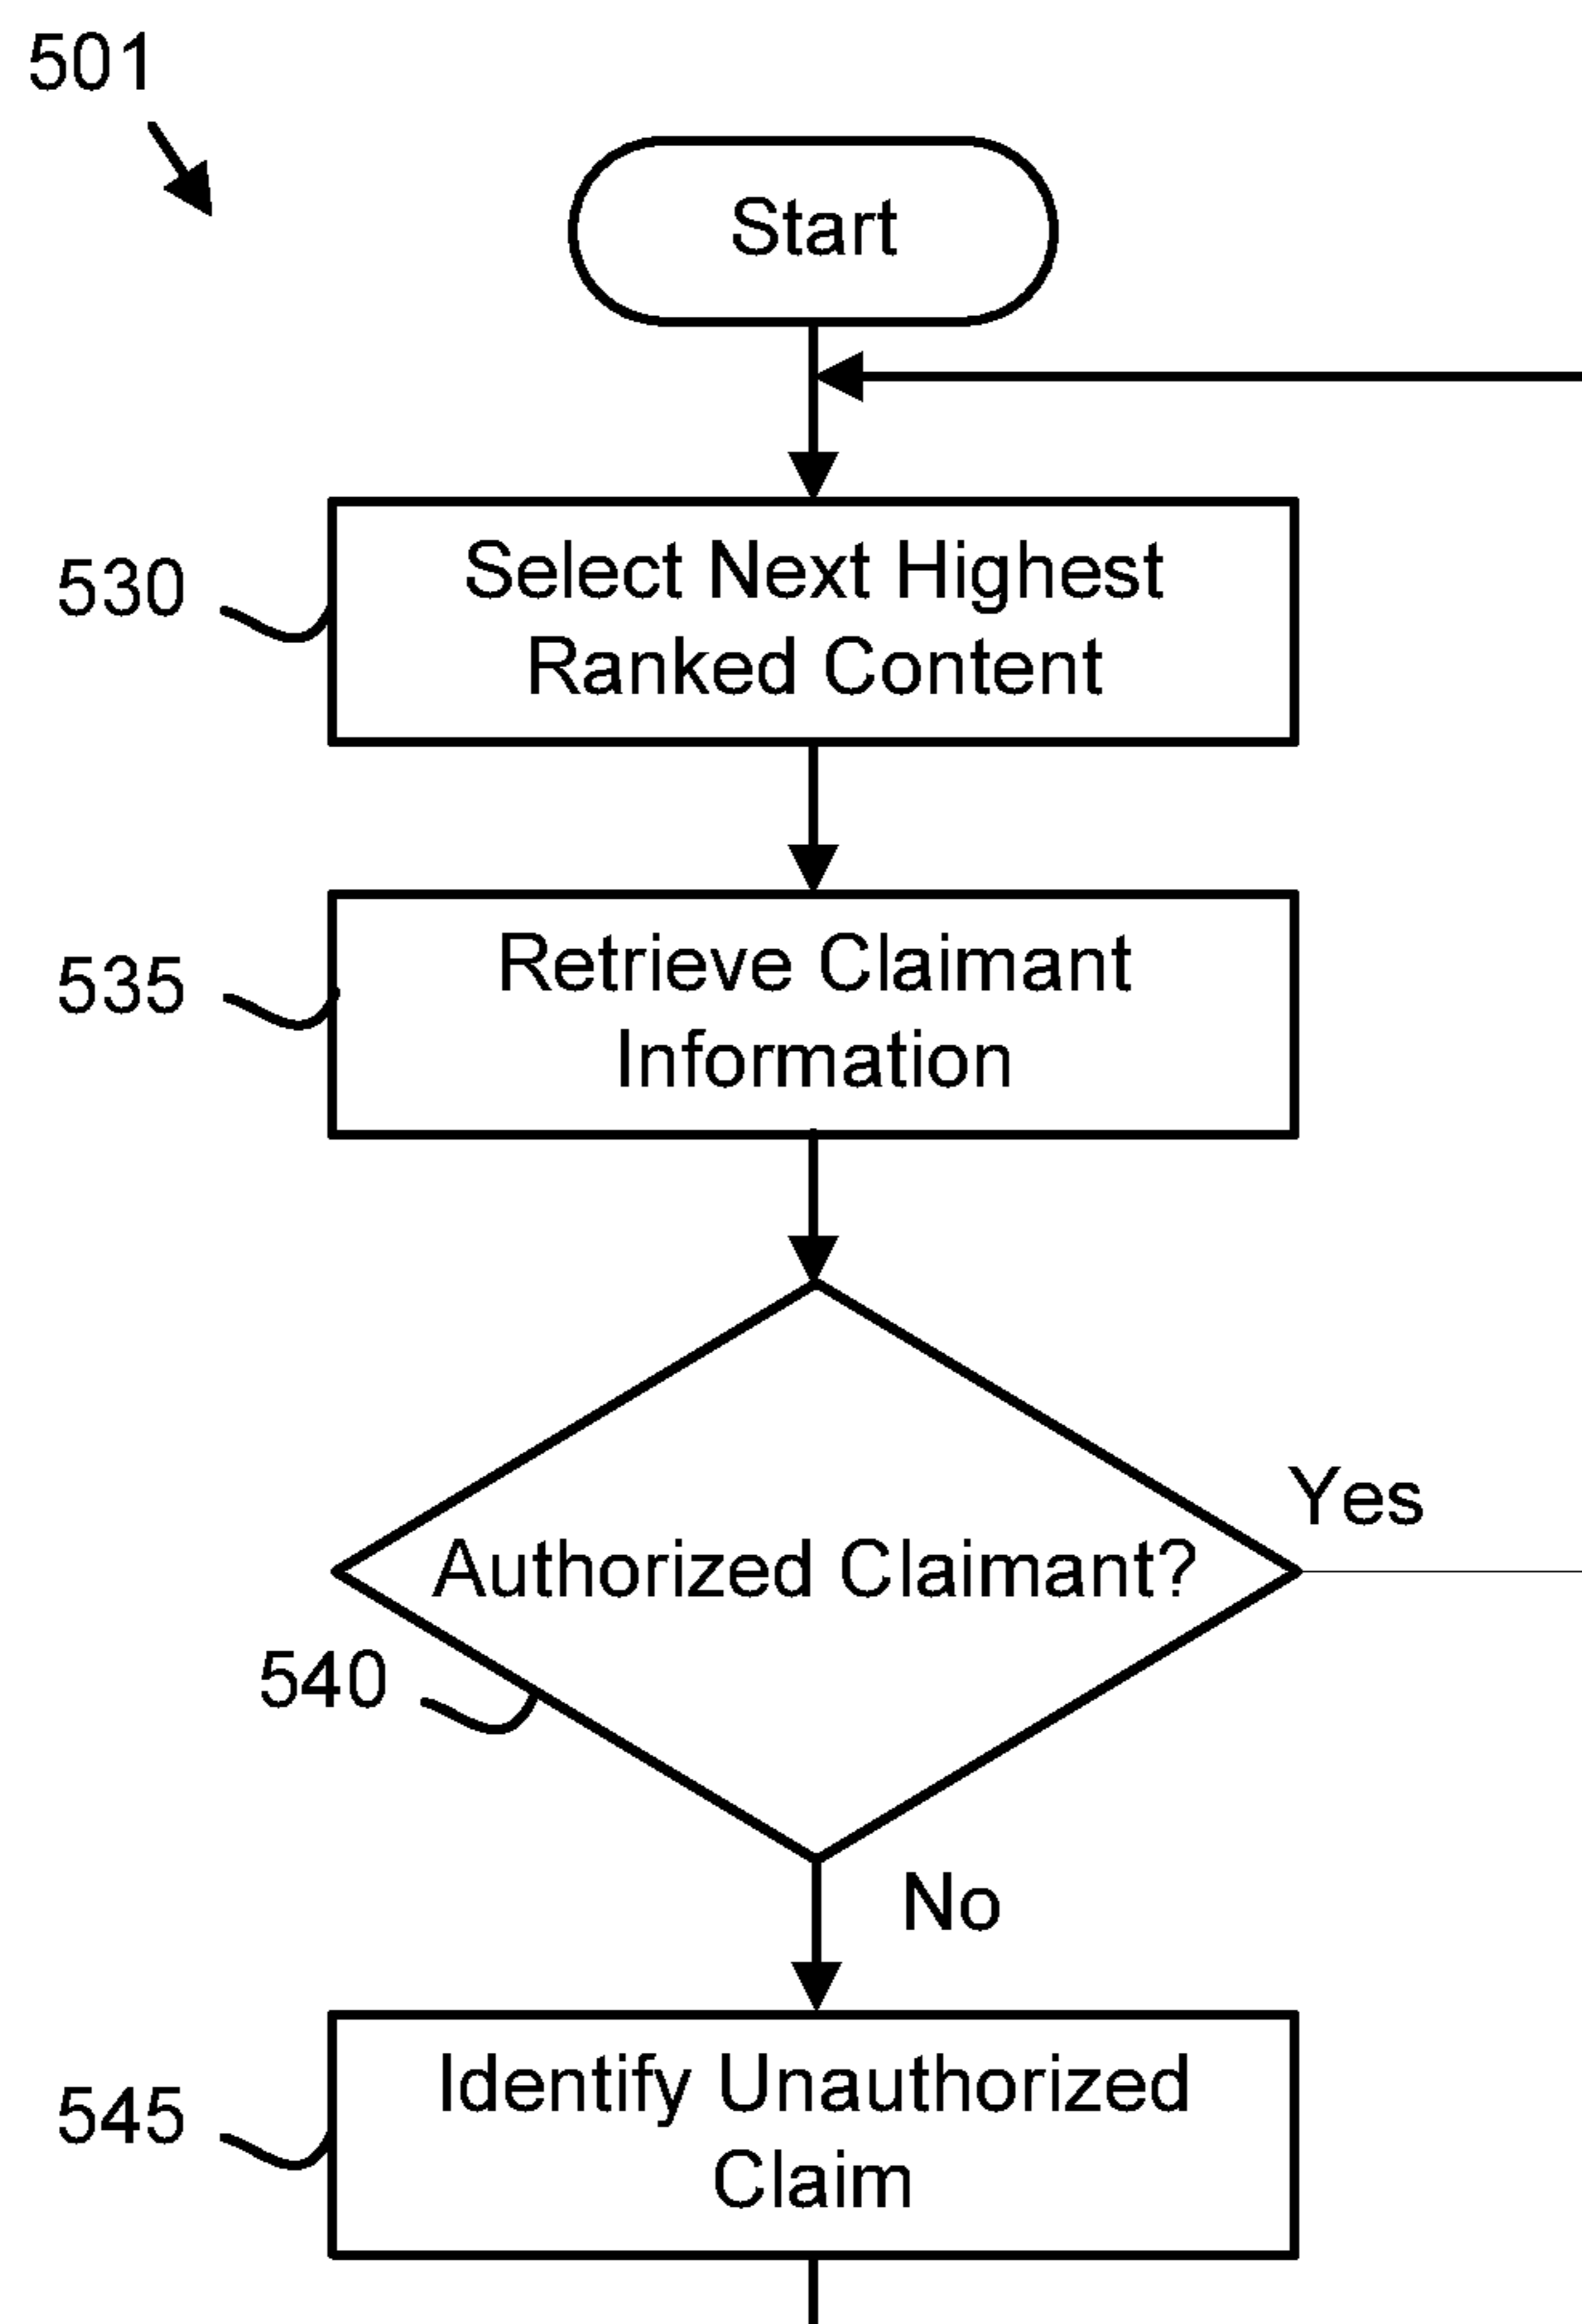 501
Start
530
Select Next Highest
Ranked Content
535
Retrieve Claimant
Information
Authorized Claimant?
Yes
540
No
545
Identify Unauthorized
Claim